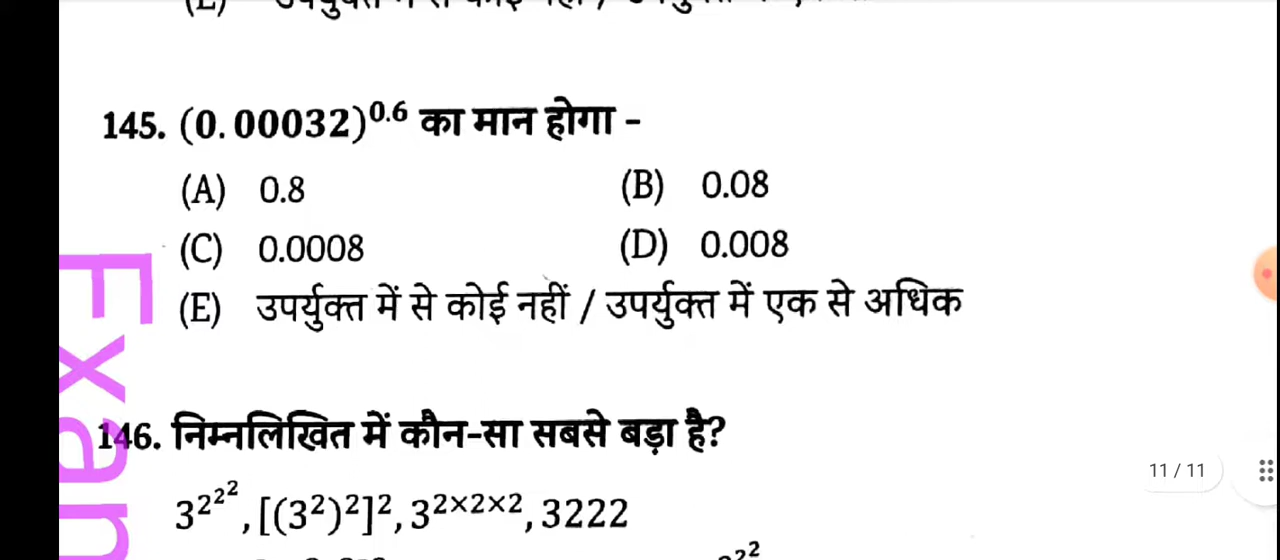 145. (0.00032)^0.6 का मान होगा -
(A) 0.8 (B) 0.08
(C) 0.0008 (D) 0.008
(E) उपर्युक्त में से कोई नहीं / उपर्युक्त में एक से अधिक
Exam
146. निम्नलिखित में कौन-सा सबसे बड़ा है?
11 / 11
3^2^2^2, [(3^2)^2]^2, 3^2×2×2, 3222